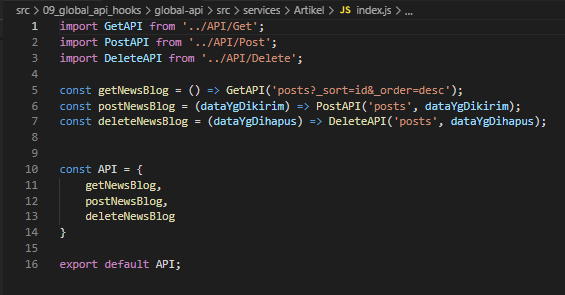 src > 09_global_api_hooks > global-api > src > services > Artikel > JS index.js > ...
1 import GetAPI from '../API/Get';
2 import PostAPI from '../API/Post';
3 import DeleteAPI from '../API/Delete';
4
5 const getNewsBlog = () => GetAPI('posts?_sort=id&_order=desc');
6 const postNewsBlog = (dataYgDikirim) => PostAPI('posts', dataYgDikirim);
7 const deleteNewsBlog = (dataYgDihapus) => DeleteAPI('posts', dataYgDihapus);
8
9
10 const API = {
11     getNewsBlog,
12     postNewsBlog,
13     deleteNewsBlog
14 }
15
16 export default API;